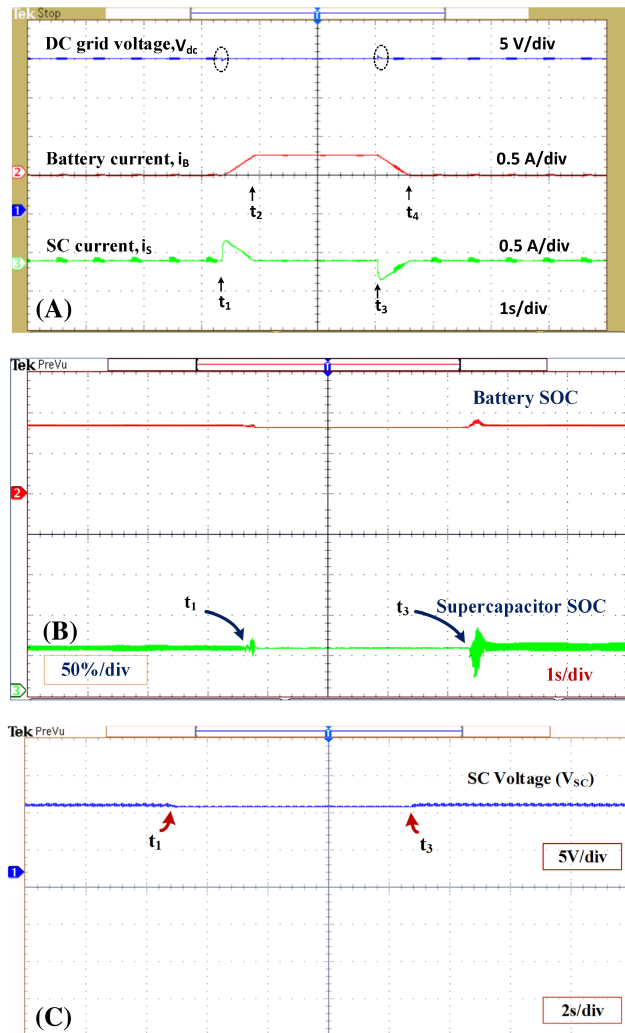 Tek Stop
T
DC grid voltage,Vdc 5 V/div
Battery current, iB 0.5 A/div
2
t2 t4
1
SC current, iS 0.5 A/div
3
t1 t3
(A) 1s/div
Tek PreVu
T
Battery SOC
2
t1 t3 Supercapacitor SOC
(B)
50%/div 1s/div
3
Tek PreVu
T
SC Voltage (VSC)
t1 t3
5V/div
1
(C) 2s/div